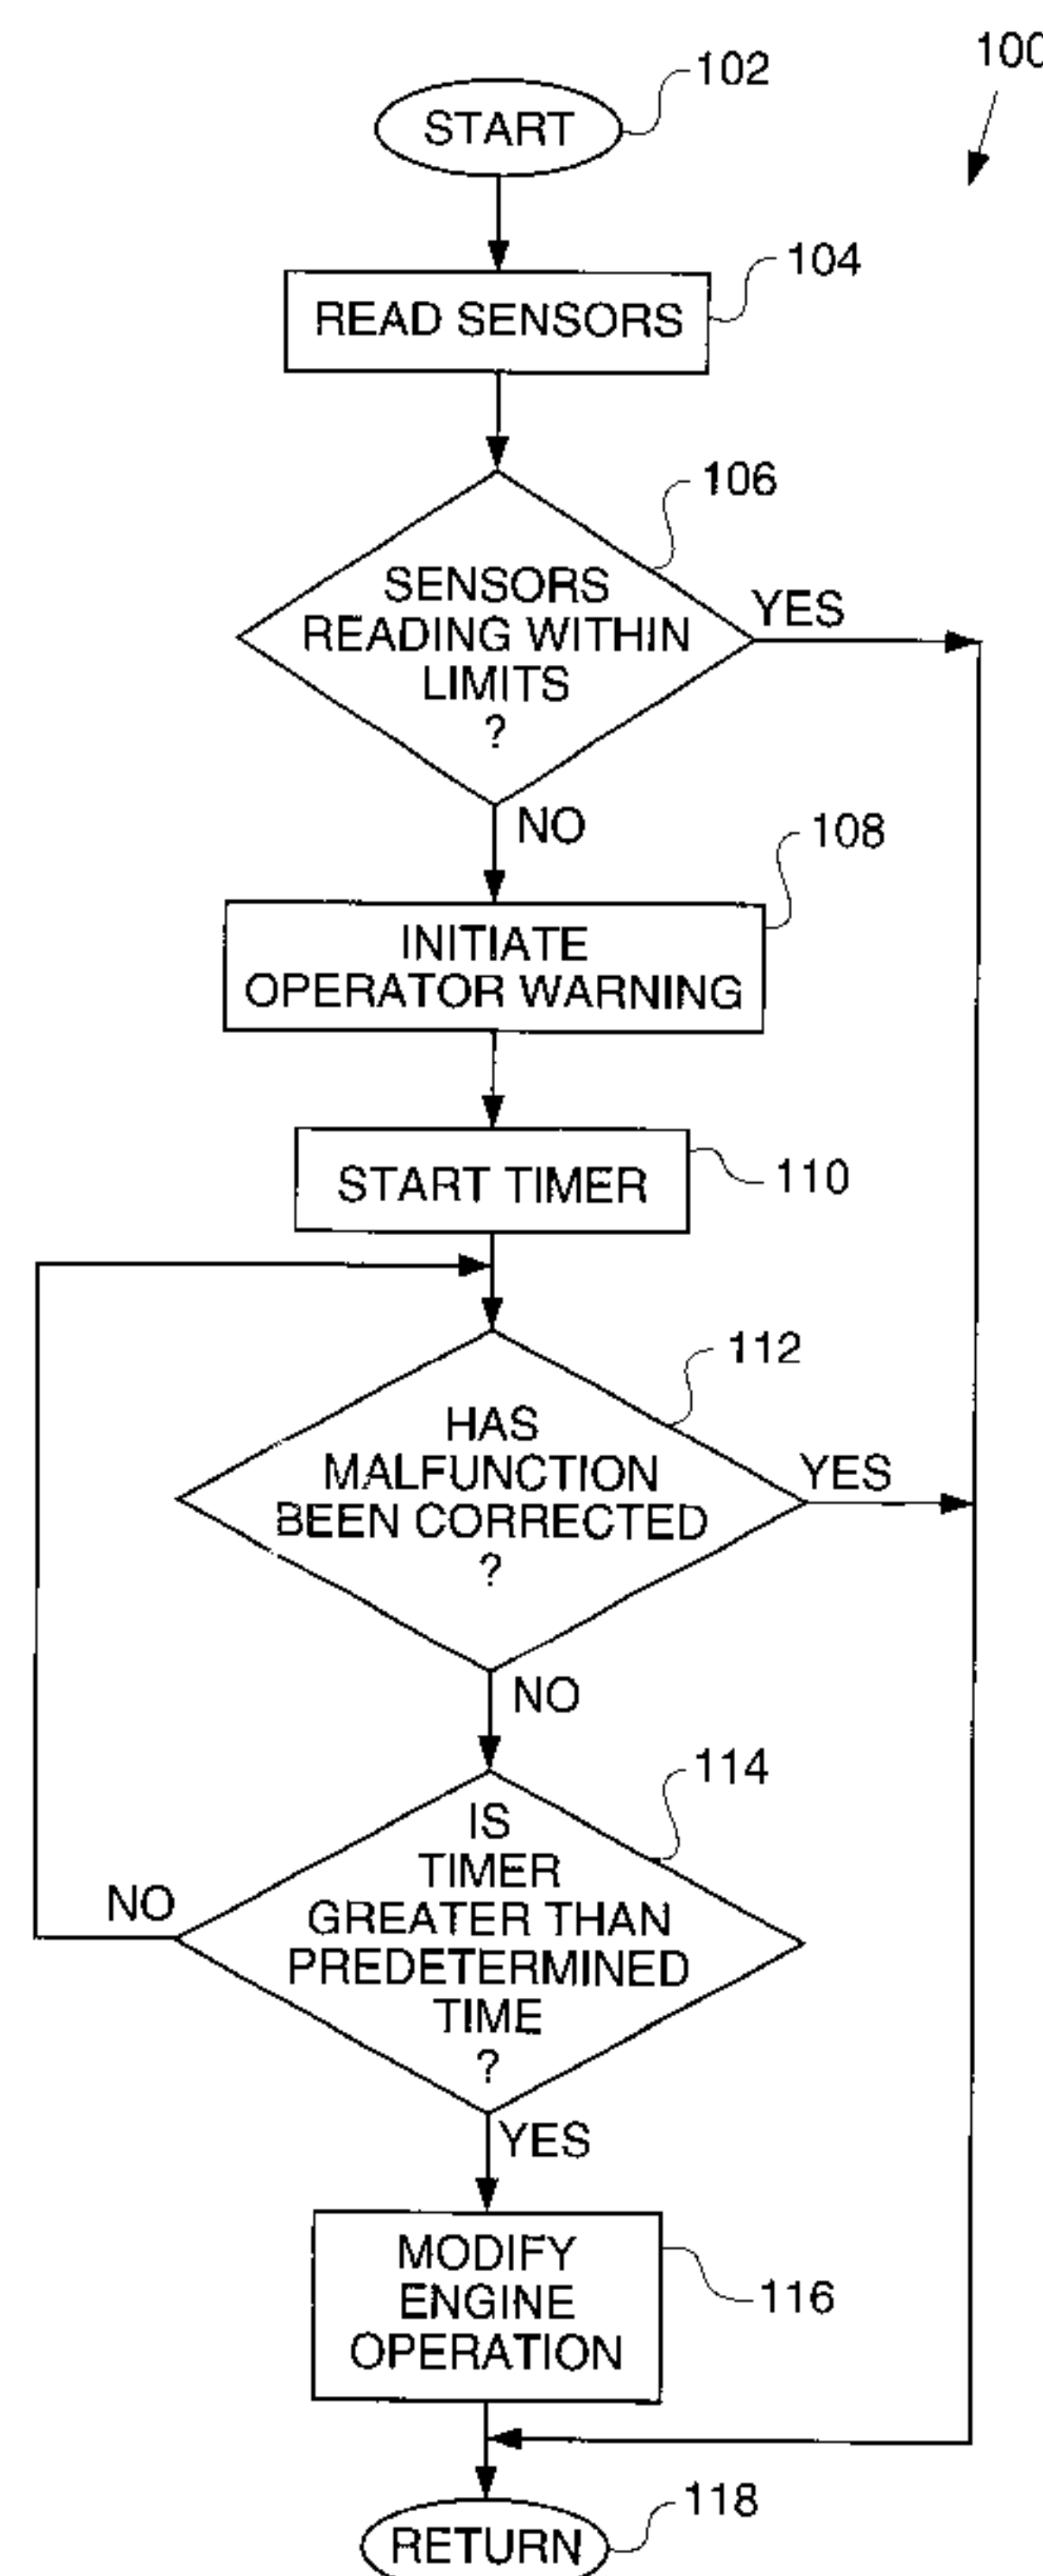 100
102
START
104
READ SENSORS
106
SENSORS
READING WITHIN
LIMITS
?
YES
NO
108
INITIATE
OPERATOR WARNING
START TIMER
110
112
HAS
MALFUNCTION
BEEN CORRECTED
?
YES
NO
114
IS
TIMER
GREATER THAN
PREDETERMINED
TIME
?
NO
YES
MODIFY
ENGINE
OPERATION
116
118
RETURN